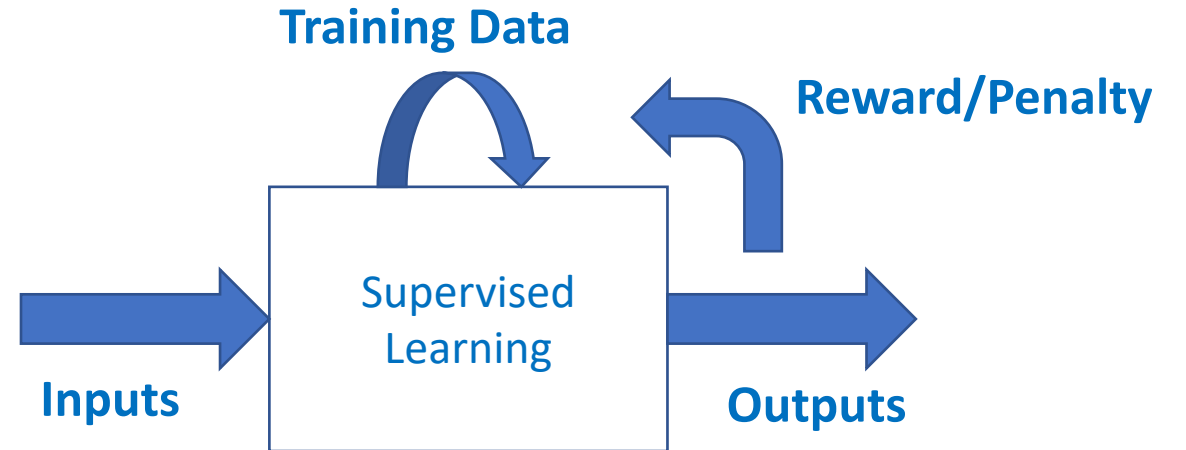 Training Data
Reward/Penalty
Supervised
Learning
Inputs
Outputs